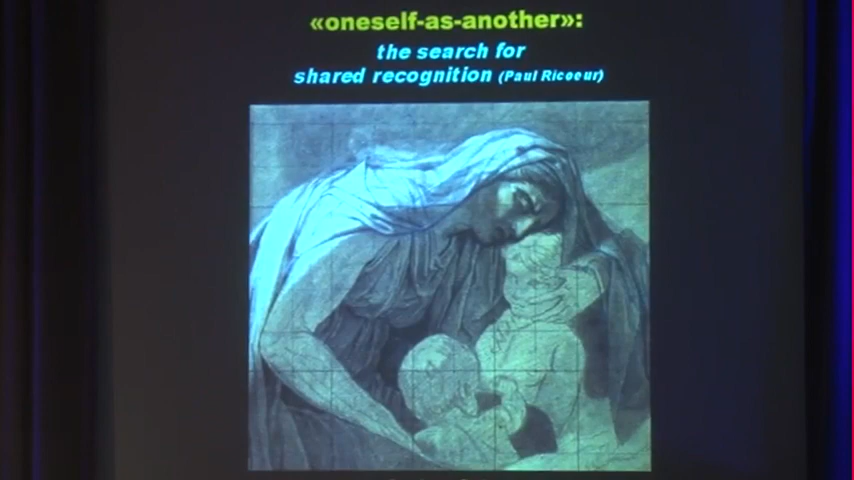 «oneself-as-another»:
the search for
shared recognition (Paul Ricoeur)